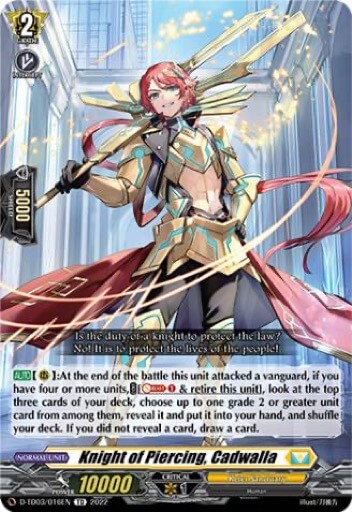 2
GRADE
INTERCEPT
5000
SHIELD
Is the duty of a knight to protect the law?
No! It is to protect the lives of the people!
AUTO【R】:At the end of the battle this unit attacked a vanguard, if you
have four or more units, [1 & retire this unit], look at the top
three cards of your deck, choose up to one grade 2 or greater unit
card from among them, reveal it and put it into your hand, and shuffle
your deck. If you did not reveal a card, draw a card.
NORMAL UNIT
Knight of Piercing, Cadwalla
POWER
10000
CRITICAL
1
Keter Sanctuary
Human
D-TD03/016EN TD 2022
illust/刀彼方